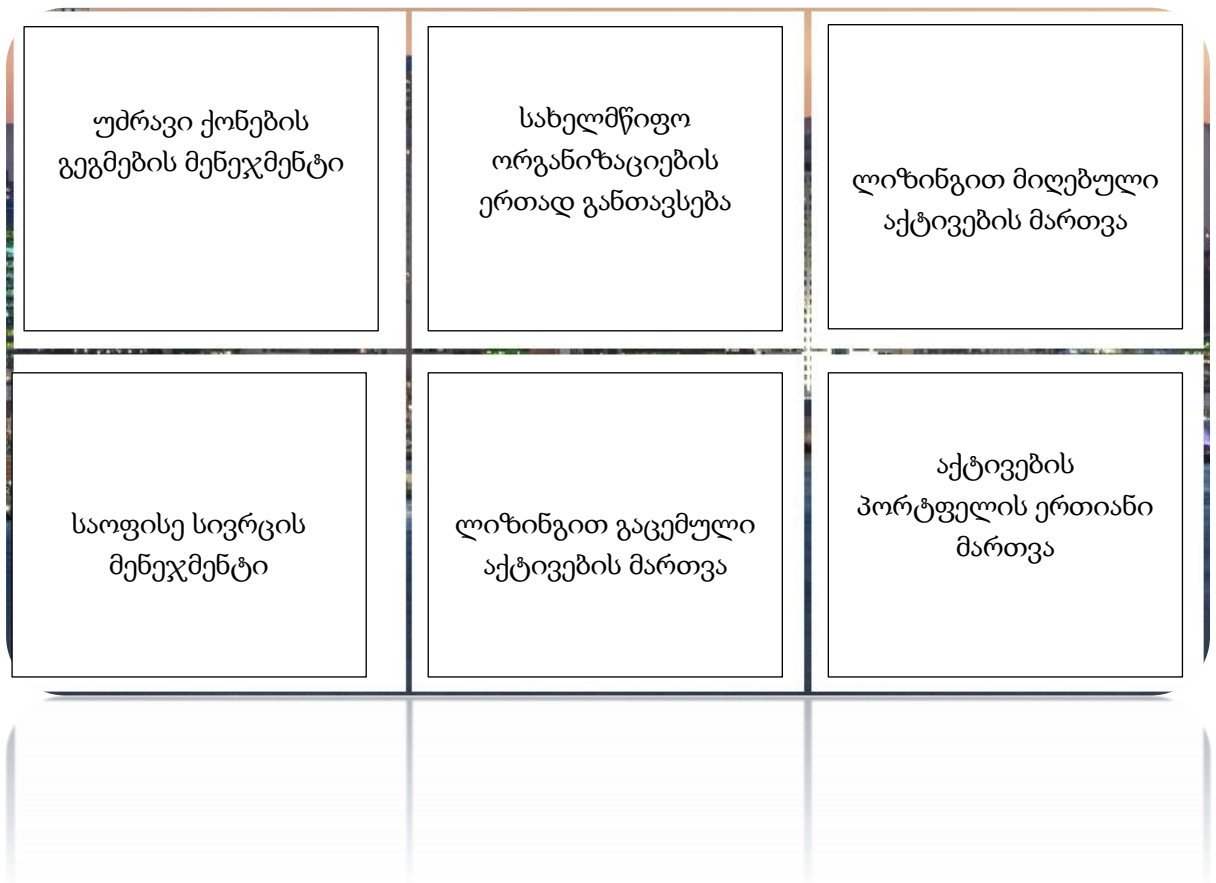 უძრავი ქონების
გეგმების მენეჯმენტი
სახელმწიფო
ორგანიზაციების
ერთად განთავსება
ლიზინგით მიღებული
აქტივების მართვა
საოფისე სივრცის
მენეჯმენტი
ლიზინგით გაცემული
აქტივების მართვა
აქტივების
პორტფელის ერთიანი
მართვა